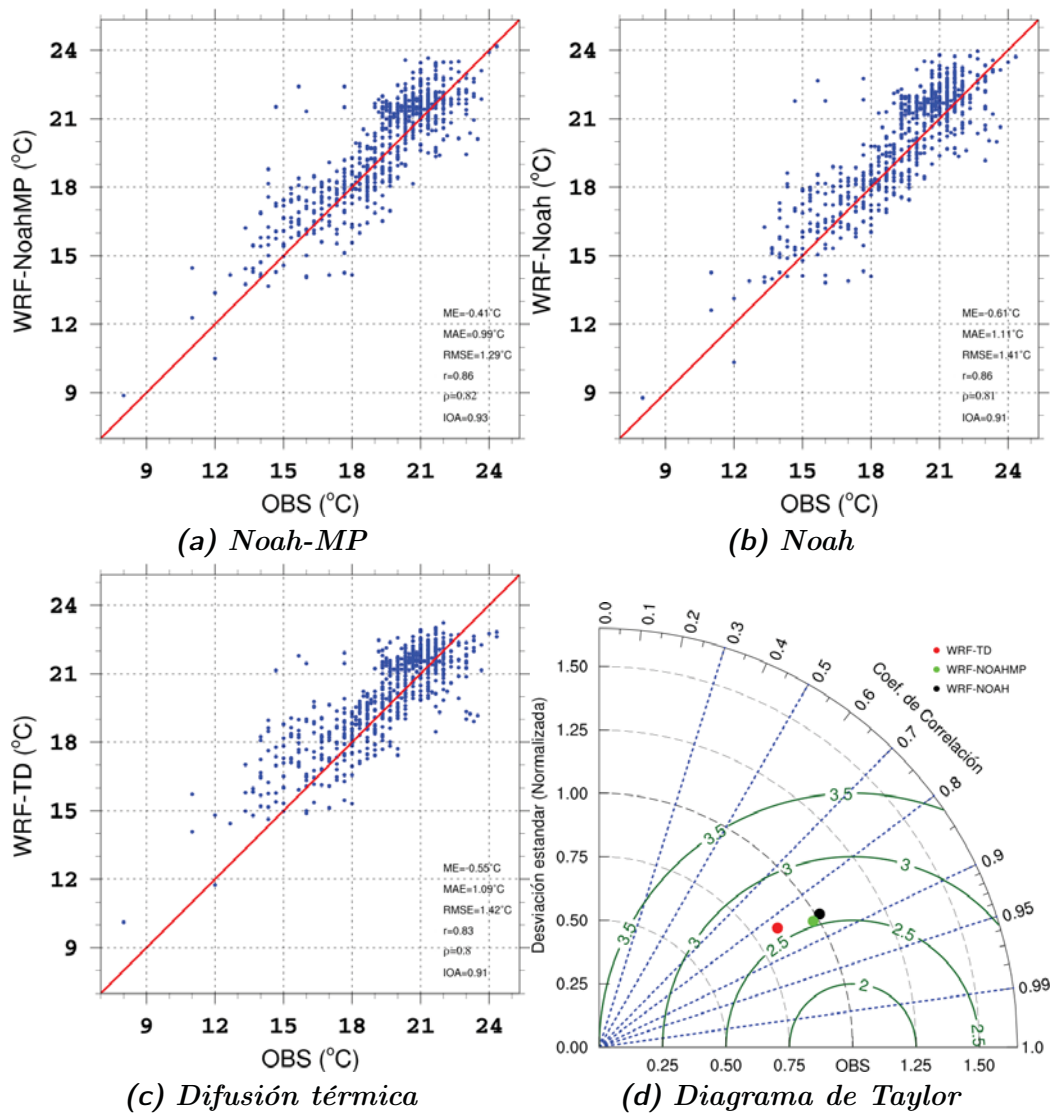 24
21
18
15
12
9
WRF-NoahMP (°C)
ME=-0.41°C
MAE=0.99°C
RMSE=1.29°C
r=0.86
ρ=0.82
IOA=0.93
9 12 15 18 21 24
OBS (°C)
(a) Noah-MP
24
21
18
15
12
9
WRF-Noah (°C)
ME=-0.61°C
MAE=1.11°C
RMSE=1.41°C
r=0.86
ρ=0.81
IOA=0.91
9 12 15 18 21 24
OBS (°C)
(b) Noah
24
21
18
15
12
9
WRF-TD (°C)
ME=-0.55°C
MAE=1.09°C
RMSE=1.42°C
r=0.83
ρ=0.8
IOA=0.91
9 12 15 18 21 24
OBS (°C)
(c) Difusión térmica
0.0 0.1 0.2 0.3 0.4 0.5 0.6 0.7 0.8 0.9 0.95 0.99 1.0
Coef. de Correlación
WRF-TD
WRF-NOAHMP
WRF-NOAH
1.50
1.25
1.00
0.75
0.50
0.25
0.00
Desviación estandar (Normalizada)
3.5 3.5 3.5
3 3 3
2.5 2.5 2.5
2
0.25 0.50 0.75 OBS 1.25 1.50
(d) Diagrama de Taylor